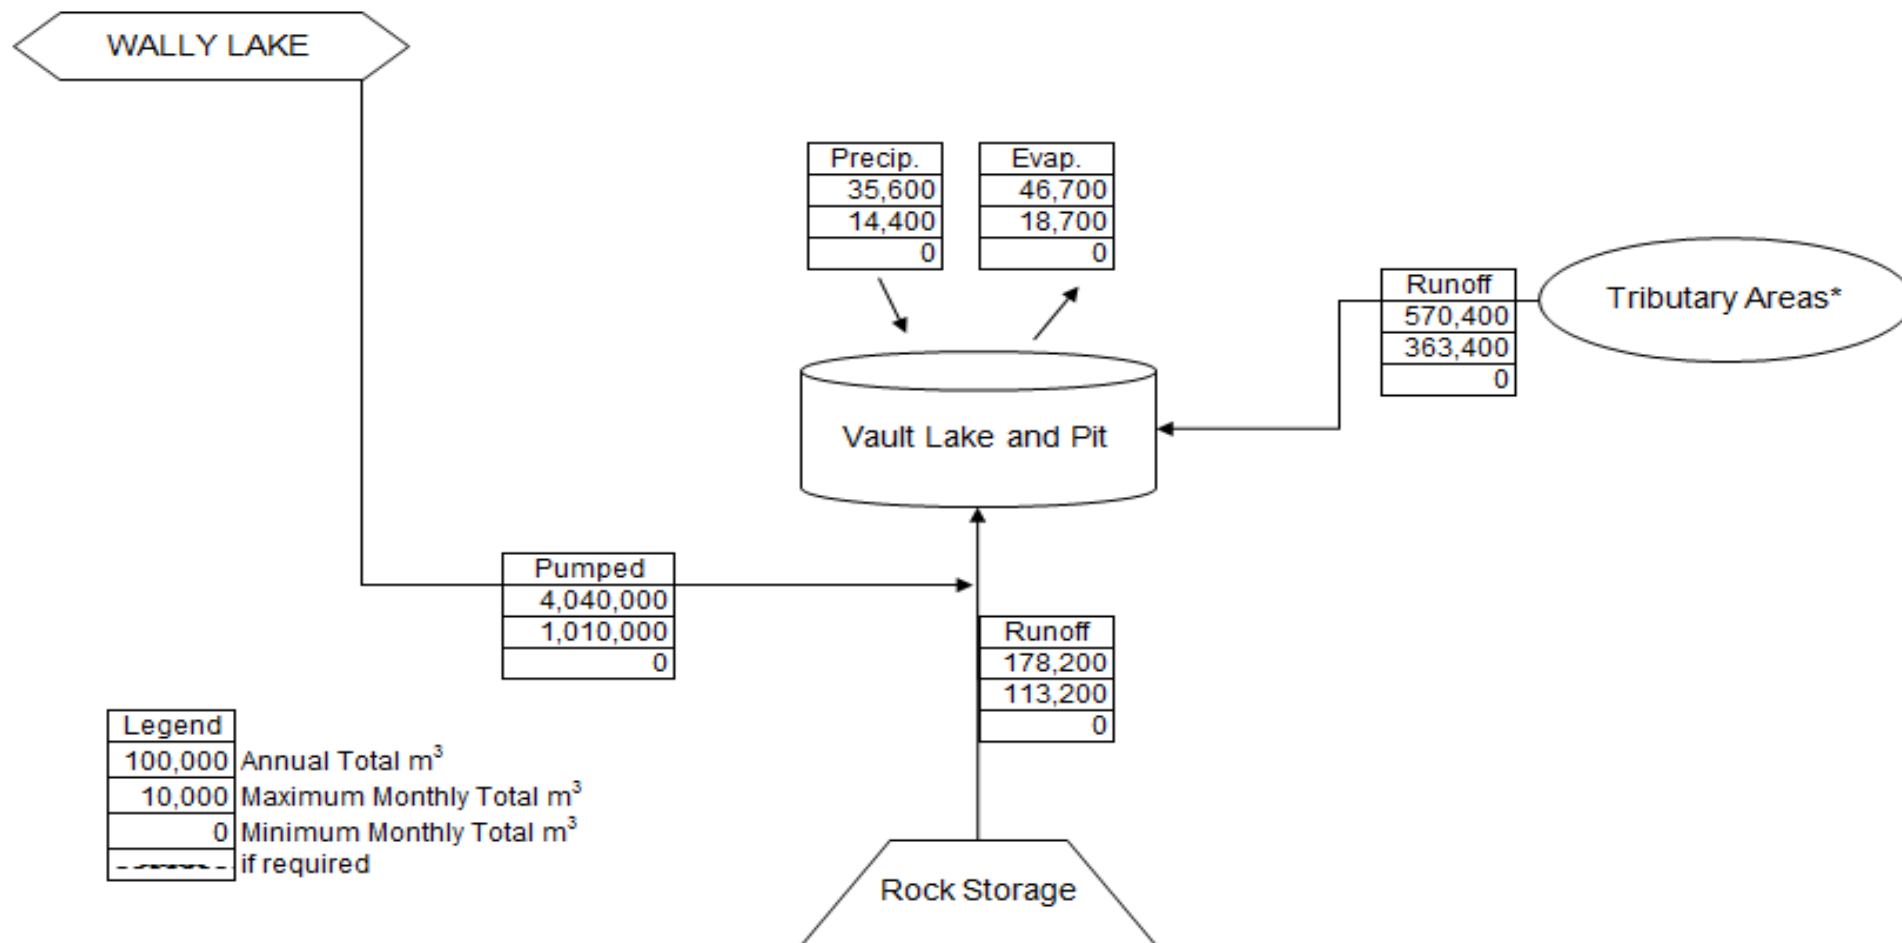 WALLY LAKE
Precip.
35,600
14,400
0
Evap.
46,700
18,700
0
Runoff
570,400
363,400
0
Tributary Areas*
Vault Lake and Pit
Pumped
4,040,000
1,010,000
0
Runoff
178,200
113,200
0
Legend
100,000 Annual Total m³
10,000 Maximum Monthly Total m³
0 Minimum Monthly Total m³
if required
Rock Storage